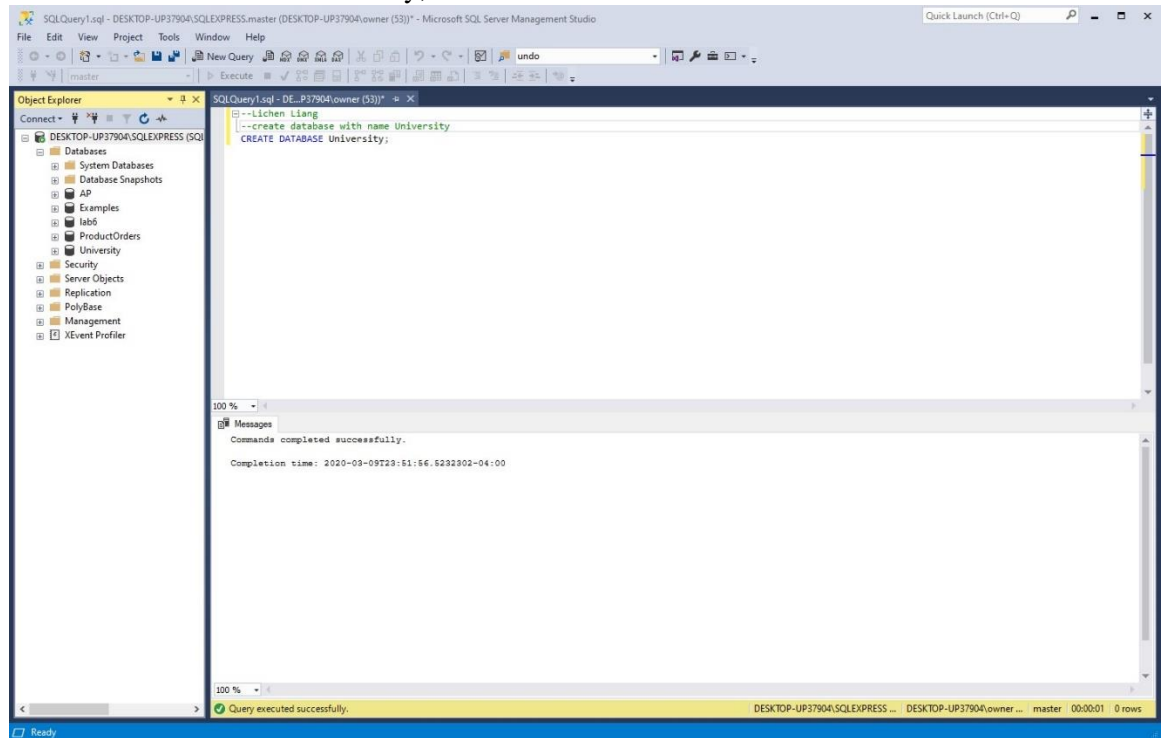 SQLQuery1.sql - DESKTOP-UP37904\SQLEXPRESS.master (DESKTOP-UP37904\owner (53))* - Microsoft SQL Server Management Studio
Quick Launch (Ctrl+Q)
File Edit View Project Tools Window Help
New Query
undo
master
Execute
Object Explorer
SQLQuery1.sql - DE...P37904\owner (53))*
Connect
DESKTOP-UP37904\SQLEXPRESS (SQL
Databases
System Databases
Database Snapshots
AP
Examples
lab6
ProductOrders
University
Security
Server Objects
Replication
PolyBase
Management
XEvent Profiler
--Lichen Liang
--create database with name University
CREATE DATABASE University;
100 %
Messages
Commands completed successfully.
Completion time: 2020-03-09T23:51:56.5232302-04:00
100 %
Query executed successfully.
DESKTOP-UP37904\SQLEXPRESS ... DESKTOP-UP37904\owner ... master 00:00:01 0 rows
Ready